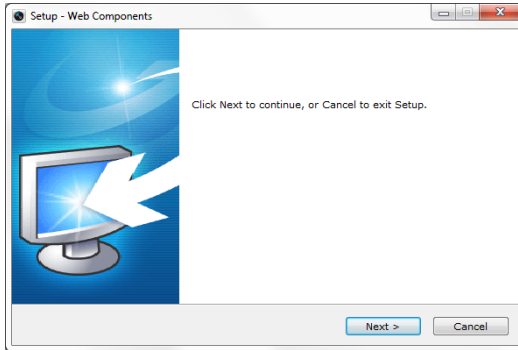 Setup - Web Components
Click Next to continue, or Cancel to exit Setup.
Next >
Cancel